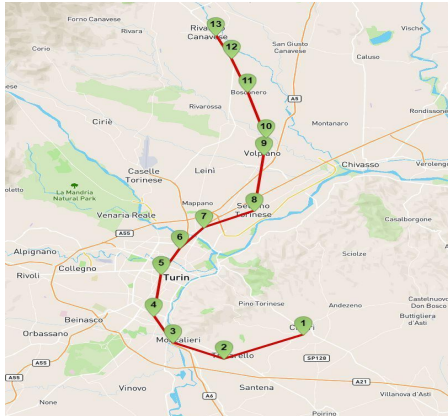 Forno Canavese
Rivara
Corio
13
Rivarolo
Canavese
12
San Giusto
Canavese
Vische
Caluso
11
Bosconero
Rivarossa
A5
Rondissone
Ciriè
10
Montanaro
9
Volpiano
Caselle
Torinese
Leinì
Chivasso
Verolengo
La Mandria
Natural Park
Mappano
8
Settimo
Torinese
Venaria Reale
7
Casalborgone
A55
6
Alpignano
Collegno
Rivoli
5
Turin
Sciolze
Pino Torinese
Andezeno
Castelnuovo
Don Bosco
Buttigliera
d'Asti
4
Beinasco
Orbassano
3
Moncalieri
1
Chieri
2
Trofarello
SP128
A55
Vinovo
Santena
A21
Villanova d'Asti
None
A6
Poirino